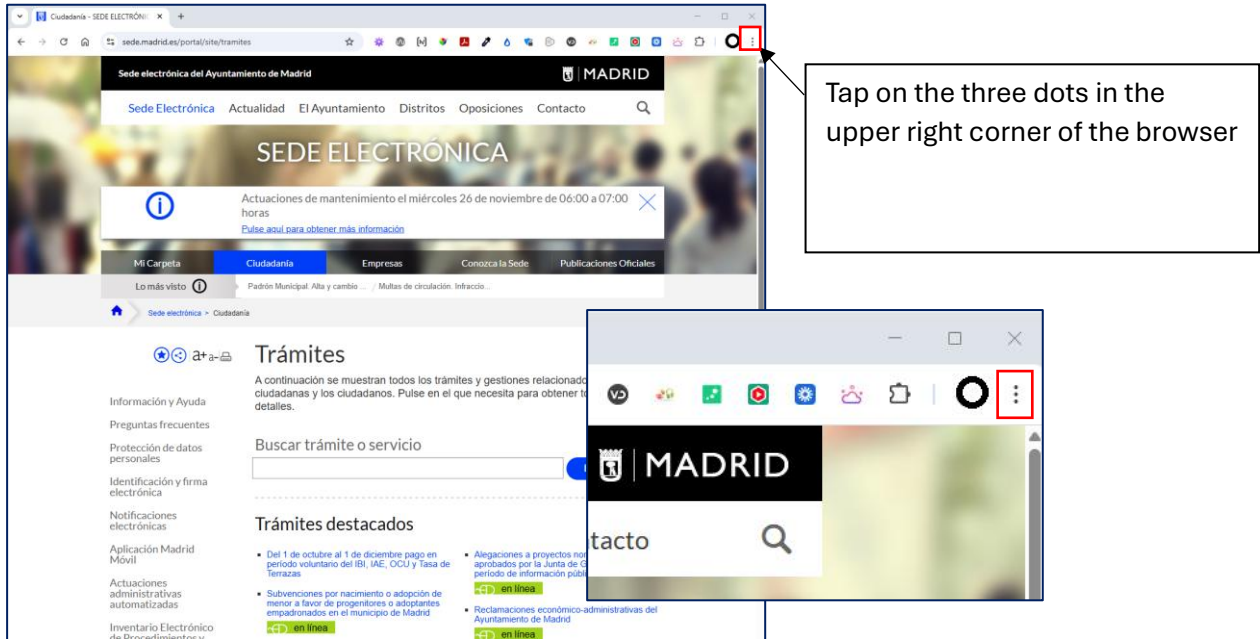 Ciudadanía - SEDE ELECTRÓNI
sede.madrid.es/portal/site/tramites
Sede electrónica del Ayuntamiento de Madrid
MADRID
Sede Electrónica Actualidad El Ayuntamiento Distritos Oposiciones Contacto
SEDE ELECTRÓNICA
Actuaciones de mantenimiento el miércoles 26 de noviembre de 06:00 a 07:00
horas
Pulse aquí para obtener más información
Mi Carpeta Ciudadanía Empresas Conozca la Sede Publicaciones Oficiales
Lo más visto Padrón Municipal. Alta y cambio ... / Multas de circulación. Infraccio...
Sede electrónica > Ciudadanía
a+ a-
Trámites
A continuación se muestran todos los trámites y gestiones relacionado
ciudadanas y los ciudadanos. Pulse en el que necesita para obtener to
detalles.
Información y Ayuda
Preguntas frecuentes
Protección de datos
personales
Identificación y firma
electrónica
Notificaciones
electrónicas
Aplicación Madrid
Móvil
Actuaciones
administrativas
automatizadas
Inventario Electrónico
de Procedimientos y
Buscar trámite o servicio
Trámites destacados
Del 1 de octubre al 1 de diciembre pago en
período voluntario del IBI, IAE, OCU y Tasa de
Terrazas
Subvenciones por nacimiento o adopción de
menor a favor de progenitores o adoptantes
empadronados en el municipio de Madrid
en línea
Alegaciones a proyectos nor
aprobados por la Junta de G
período de información públi
en línea
Reclamaciones económico-administrativas del
Ayuntamiento de Madrid
en línea
Tap on the three dots in the
upper right corner of the browser
MADRID
tacto